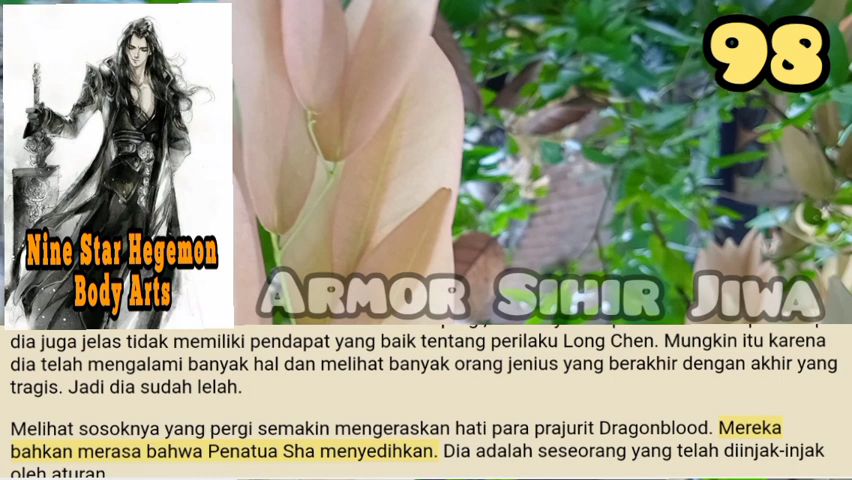 98
Nine Star Hegemon
Body Arts
Armor Sihir Jiwa
dia juga jelas tidak memiliki pendapat yang baik tentang perilaku Long Chen. Mungkin itu karena
dia telah mengalami banyak hal dan melihat banyak orang jenius yang berakhir dengan akhir yang
tragis. Jadi dia sudah lelah.
Melihat sosoknya yang pergi semakin mengeraskan hati para prajurit Dragonblood. Mereka
bahkan merasa bahwa Penatua Sha menyedihkan. Dia adalah seseorang yang telah diinjak-injak
oleh aturan